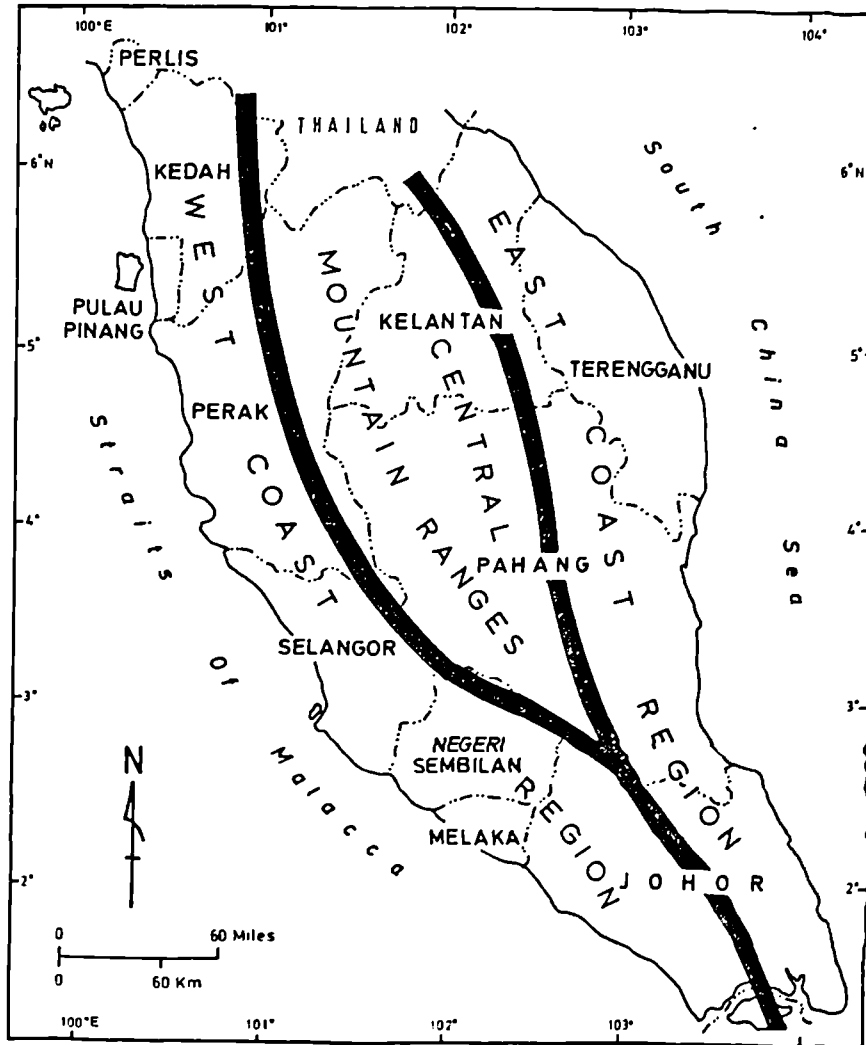 100°E 101° 102° 103° 104°
PERLIS
THAILAND
6°N
KEDAH
South China Sea
6°N
WEST COAST REGION
MOUNTAIN RANGES
CENTRAL
EAST COAST REGION
PULAU
PINANG
KELANTAN
5°
TERENGGANU
5°
PERAK
Straits Of Malacca
4°
PAHANG
4°
SELANGOR
3°
3°
N
NEGERI
SEMBILAN
MELAKA
JOHOR
2°
2°
0 60 Miles
0 60 Km
100°E 101° 102° 103° 104°